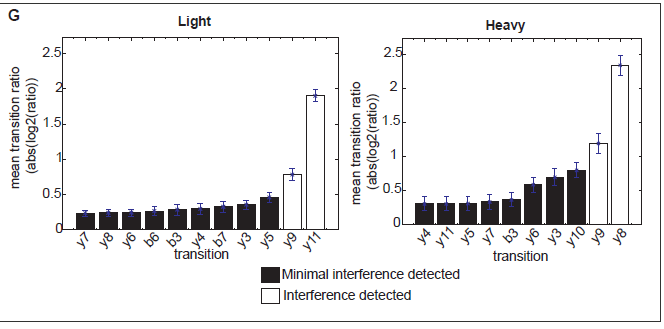 G
Light
mean transition ratio
(abs(log2(ratio))
2.5
2
1.5
1
0.5
0
y7 y8 y6 b6 b3 y4 b7 y3 y5 y9 y11
transition
Heavy
mean transition ratio
(abs(log2(ratio))
2.5
2
1.5
1
0.5
0
y4 y11 y5 y7 b3 y6 y3 y10 y9 y8
transition
Minimal interference detected
Interference detected